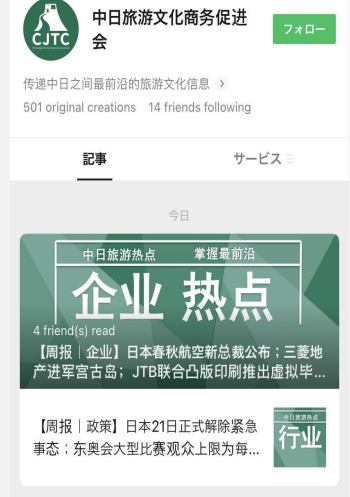 CJTC
中日旅游文化商务促进
会
フォロー
传递中日之间最前沿的旅游文化信息 >
501 original creations 14 friends following
記事
サービス
今日
中日旅游热点 掌握最前沿
企业 热点
4 friend(s) read
【周报｜企业】日本春秋航空新总裁公布；三菱地
产进军宫古岛；JTB联合凸版印刷推出虚拟毕...
【周报｜政策】日本21日正式解除紧急
事态；东奥会大型比赛观众上限为每...
中日旅游热点
行业